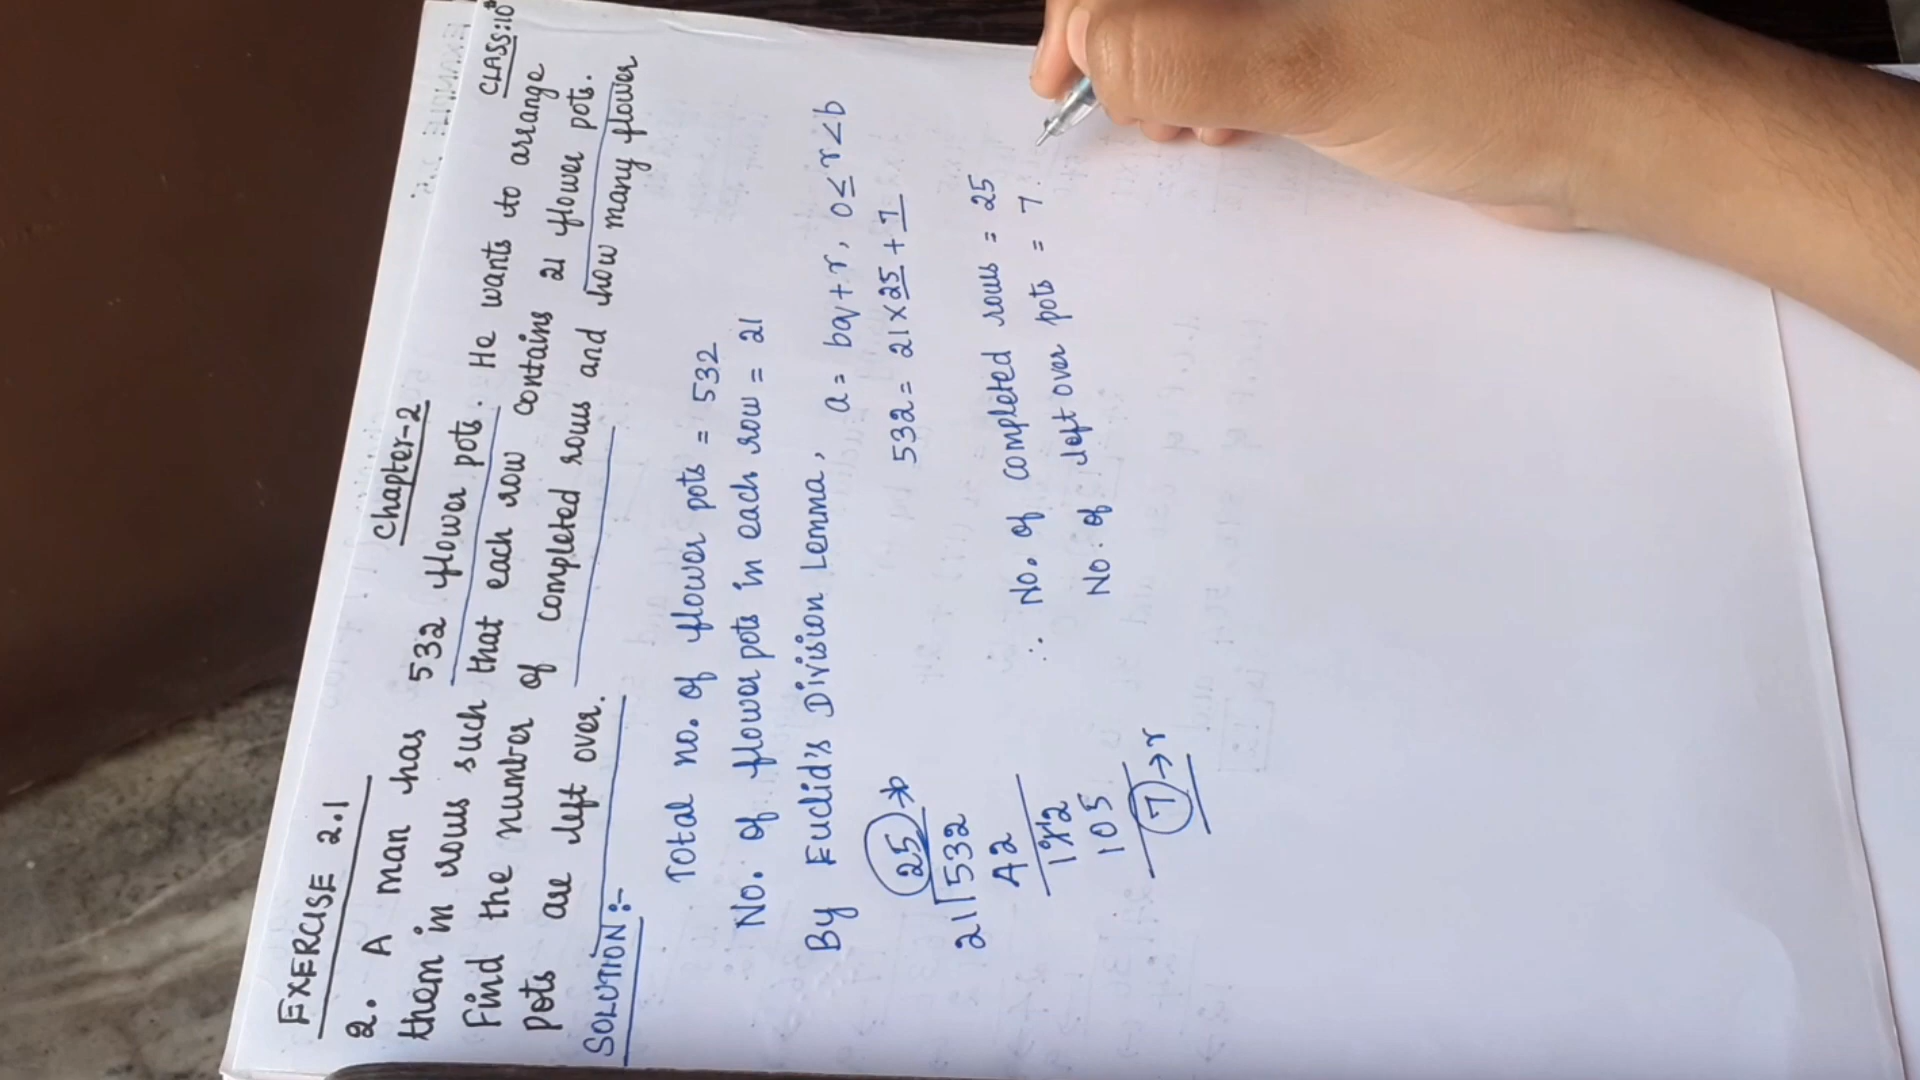 CLASS:10th
Chapter-2
EXERCISE 2.1
2. A man has 532 flower pots. He wants to arrange
them in rows such that each row contains 21 flower pots.
Find the number of completed rows and how many flower
pots are left over.
SOLUTION:-
Total no. of flower pots = 532
No. of flower pots in each row = 21
By Euclid's Division Lemma, a = bq + r, 0 ≤ r < b
532 = 21 × 25 + 7
25
21 532
42
112
105
7 → r
∴ No. of completed rows = 25
No. of left over pots = 7.